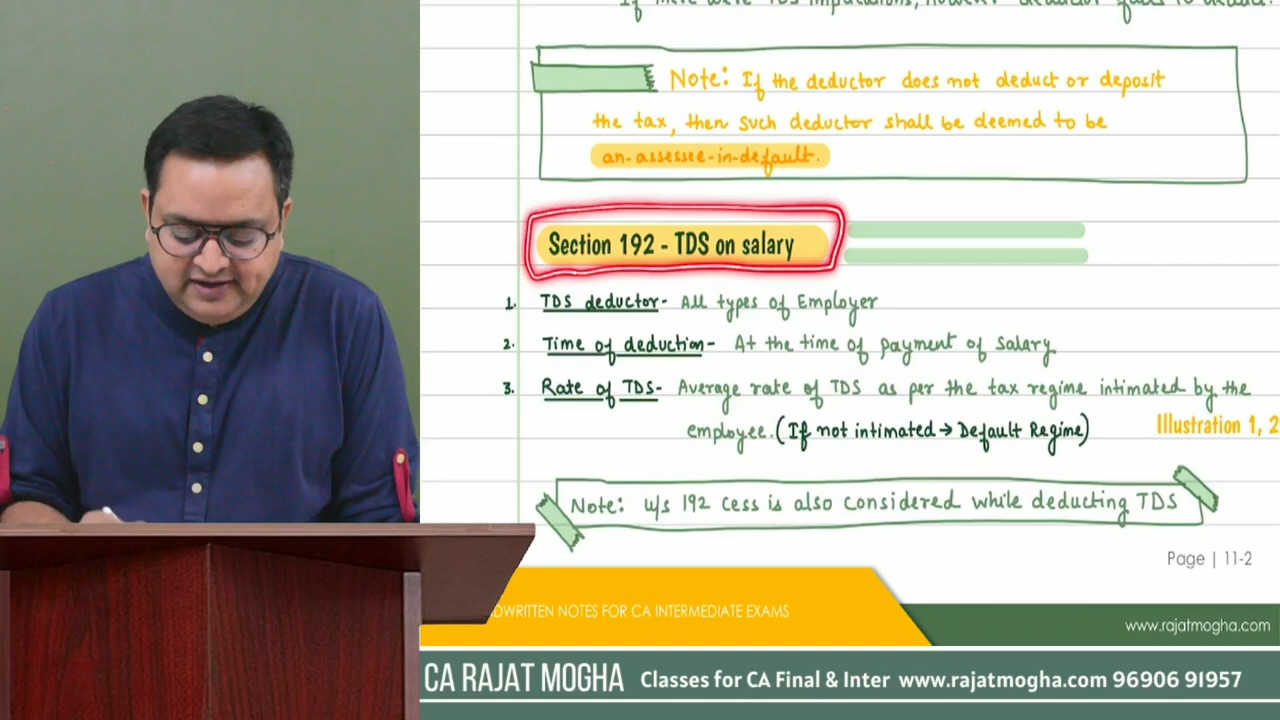 Note: If the deductor does not deduct or deposit
the tax, then such deductor shall be deemed to be
an-assessee-in-default.
Section 192 - TDS on salary
1. TDS deductor- All types of Employer
2. Time of deduction- At the time of payment of salary
3. Rate of TDS- Average rate of TDS as per the tax regime intimated by the
employee. (If not intimated → Default Regime)
Illustration 1, 2
Note: u/s 192 cess is also considered while deducting TDS
Page | 11-2
NOTES FOR CA INTERMEDIATE EXAMS
www.rajatmogha.com
CA RAJAT MOGHA Classes for CA Final & Inter www.rajatmogha.com 96906 91957